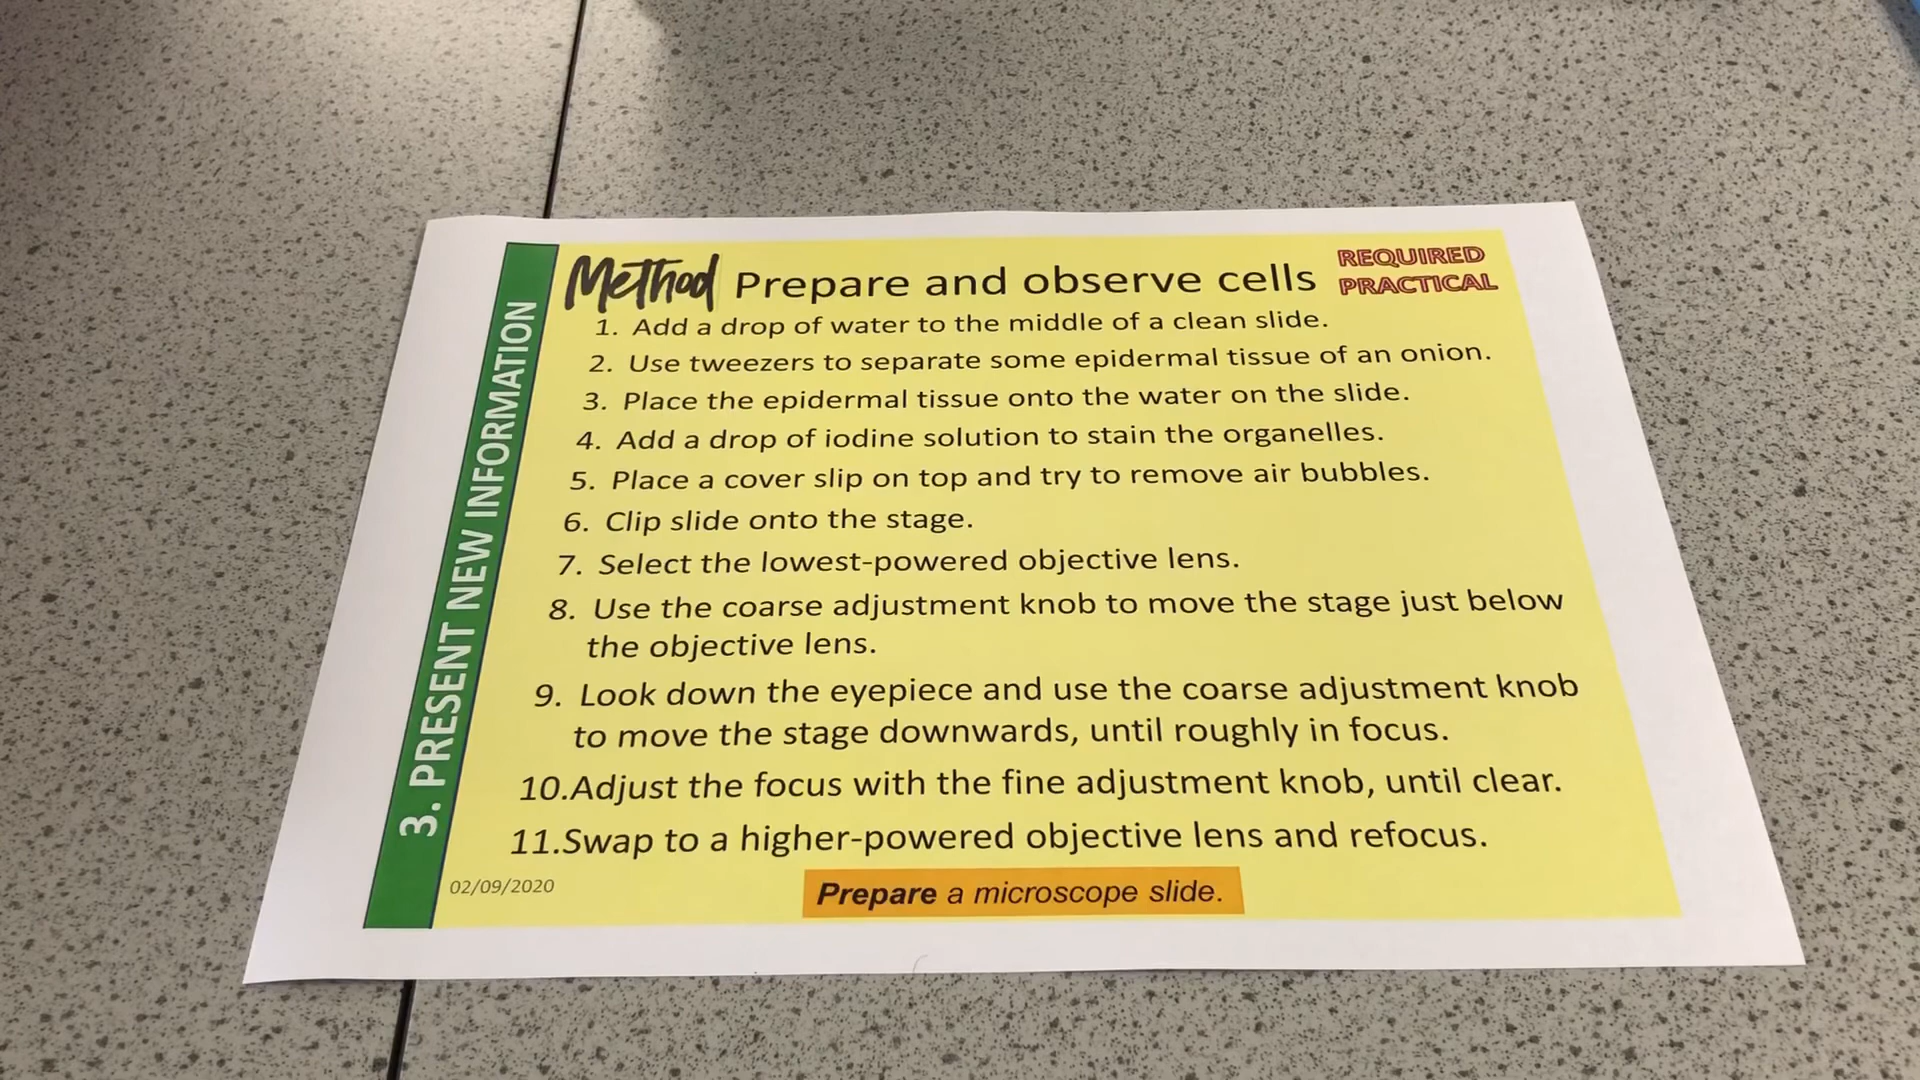 Method Prepare and observe cells
REQUIRED
PRACTICAL
1. Add a drop of water to the middle of a clean slide.
2. Use tweezers to separate some epidermal tissue of an onion.
3. Place the epidermal tissue onto the water on the slide.
4. Add a drop of iodine solution to stain the organelles.
5. Place a cover slip on top and try to remove air bubbles.
6. Clip slide onto the stage.
7. Select the lowest-powered objective lens.
8. Use the coarse adjustment knob to move the stage just below
the objective lens.
9. Look down the eyepiece and use the coarse adjustment knob
to move the stage downwards, until roughly in focus.
10.Adjust the focus with the fine adjustment knob, until clear.
11.Swap to a higher-powered objective lens and refocus.
3. PRESENT NEW INFORMATION
02/09/2020
Prepare a microscope slide.